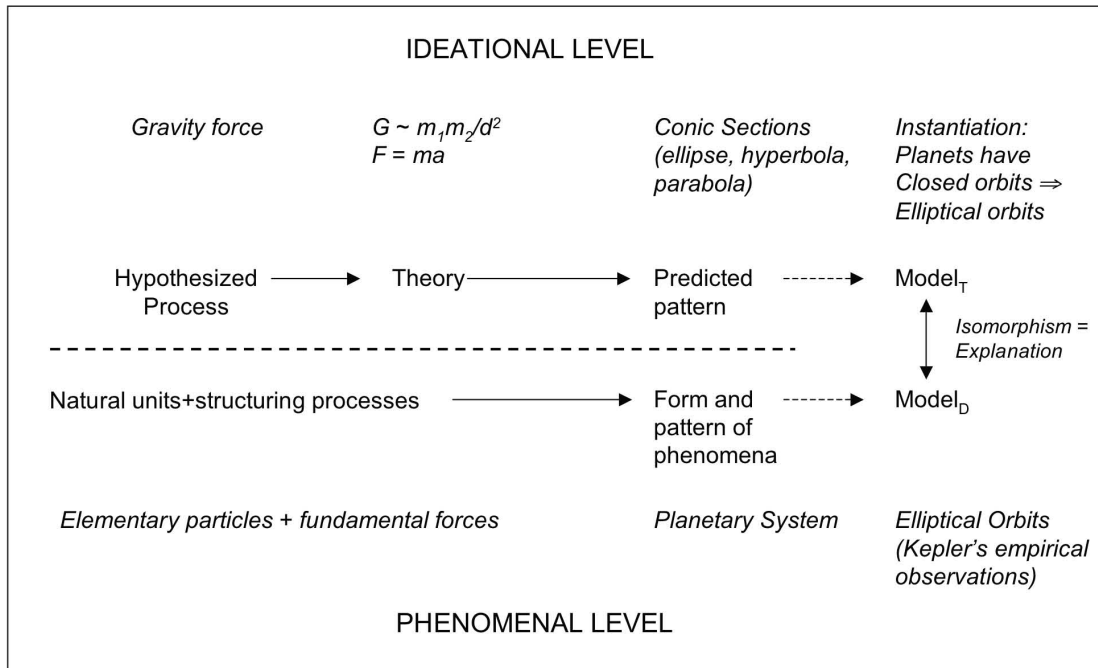 IDEATIONAL LEVEL
Gravity force
G ~ m₁m₂/d²
F = ma
Conic Sections
(ellipse, hyperbola,
parabola)
Instantiation:
Planets have
Closed orbits ⇒
Elliptical orbits
Hypothesized
Process
Theory
Predicted
pattern
Model_T
Isomorphism =
Explanation
Natural units+structuring processes
Form and
pattern of
phenomena
Model_D
Elementary particles + fundamental forces
Planetary System
Elliptical Orbits
(Kepler's empirical
observations)
PHENOMENAL LEVEL